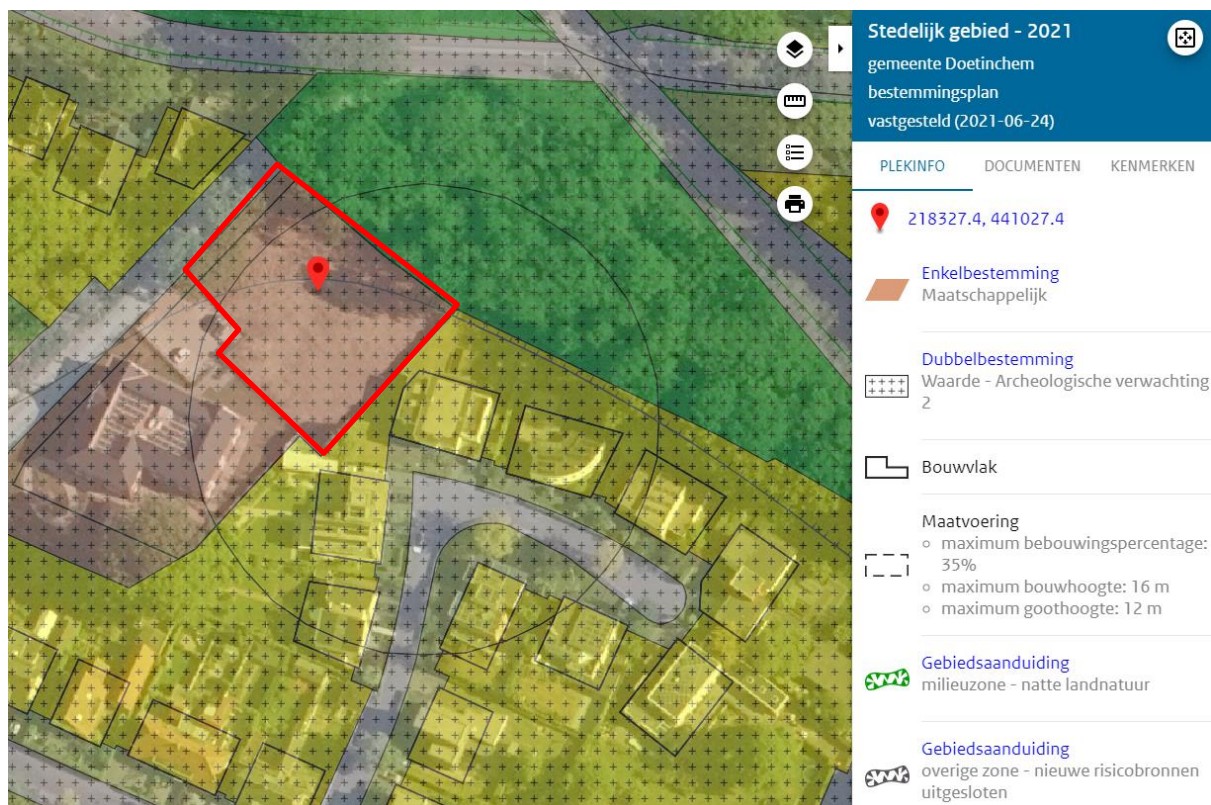 Stedelijk gebied - 2021
gemeente Doetinchem
bestemmingsplan
vastgesteld (2021-06-24)
PLEKINFO DOCUMENTEN KENMERKEN
218327.4, 441027.4
Enkelbestemming
Maatschappelijk
Dubbelbestemming
Waarde - Archeologische verwachting
2
Bouwvlak
Maatvoering
maximum bebouwingspercentage:
35%
maximum bouwhoogte: 16 m
maximum goothoogte: 12 m
Gebiedsaanduiding
milieuzone - natte landnatuur
Gebiedsaanduiding
overige zone - nieuwe risicobronnen
uitgesloten